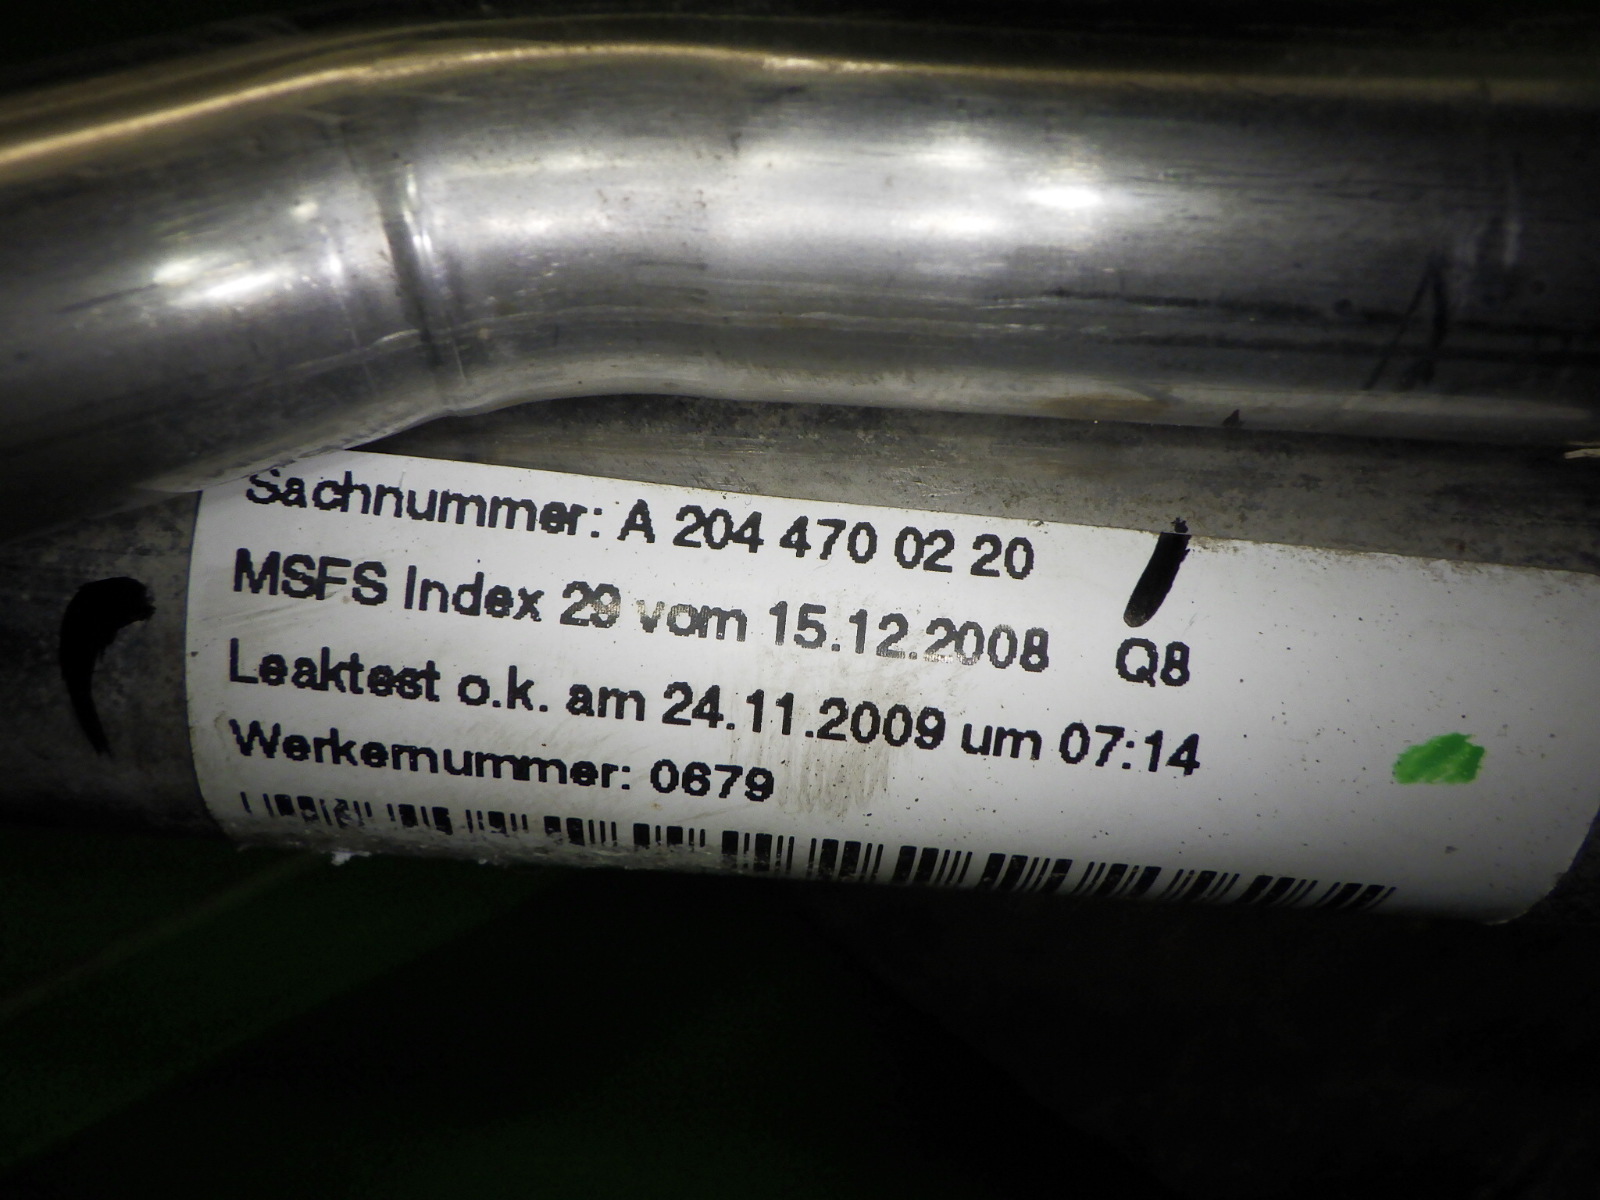 Sachnummer: A 204 470 02 20
MSFS Index 29 vom 15.12.2008 Q8
Leaktest o.k. am 24.11.2009 um 07:14
Werkernummer: 0679